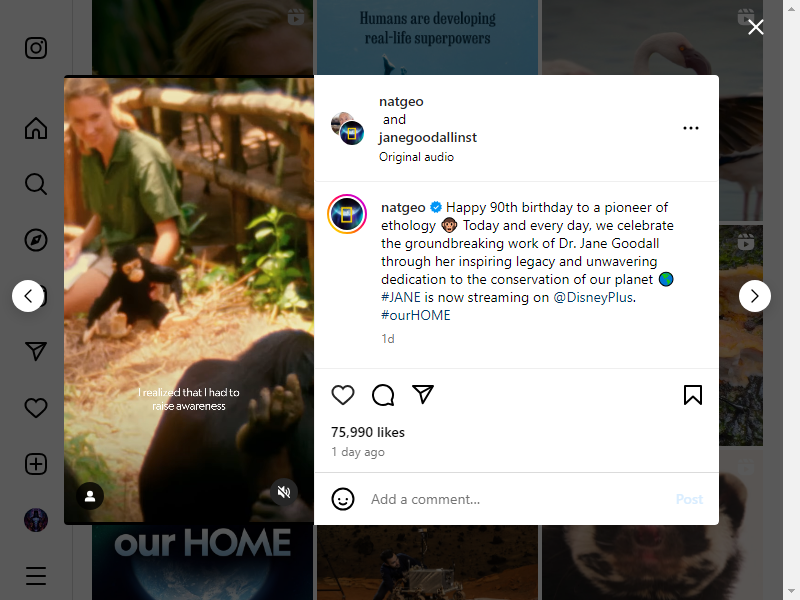 Humans are developing
real-life superpowers
natgeo
and
janegoodallinst
Original audio
natgeo Happy 90th birthday to a pioneer of
ethology 🐵 Today and every day, we celebrate
the groundbreaking work of Dr. Jane Goodall
through her inspiring legacy and unwavering
dedication to the conservation of our planet 🌎
#JANE is now streaming on @DisneyPlus.
#ourHOME
1d
I realized that I had to
raise awareness
75,990 likes
1 day ago
Add a comment...
Post
our HOME